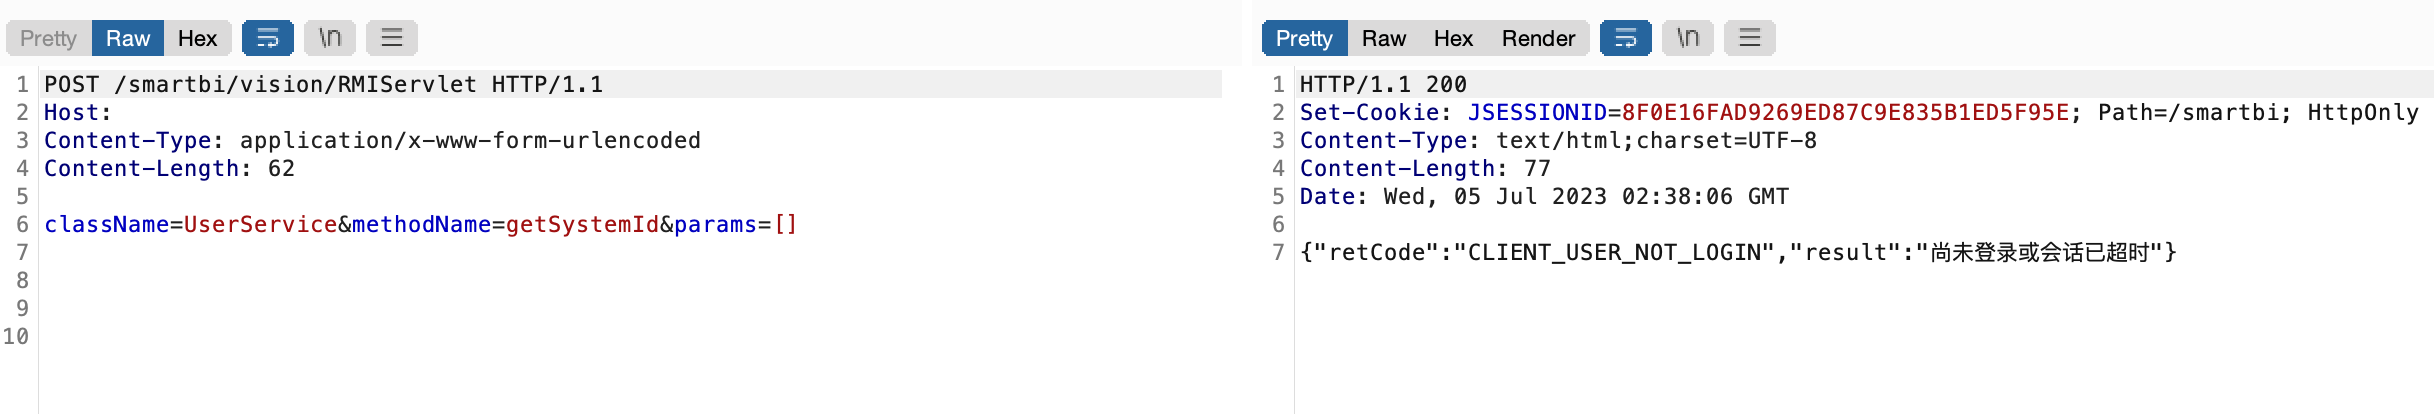 Pretty Raw Hex \n
1 POST /smartbi/vision/RMIServlet HTTP/1.1
2 Host:
3 Content-Type: application/x-www-form-urlencoded
4 Content-Length: 62
5
6 className=UserService&methodName=getSystemId&params=[]
7
8
9
10
Pretty Raw Hex Render \n
1 HTTP/1.1 200
2 Set-Cookie: JSESSIONID=8F0E16FAD9269ED87C9E835B1ED5F95E; Path=/smartbi; HttpOnly
3 Content-Type: text/html;charset=UTF-8
4 Content-Length: 77
5 Date: Wed, 05 Jul 2023 02:38:06 GMT
6
7 {"retCode":"CLIENT_USER_NOT_LOGIN","result":"尚未登录或会话已超时"}